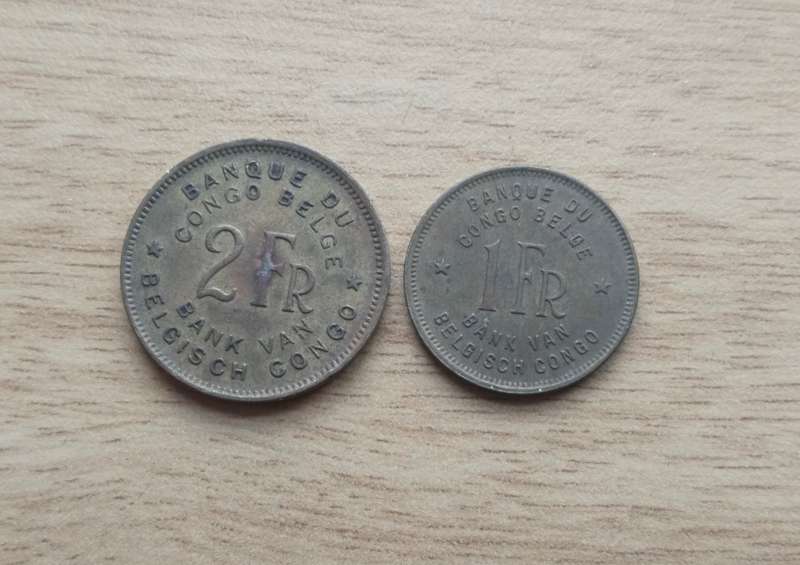 BANQUE DU
CONGO BELGE
2 FR
BANK VAN
BELGISCH CONGO
BANQUE DU
CONGO BELGE
1 FR
BANK VAN
BELGISCH CONGO